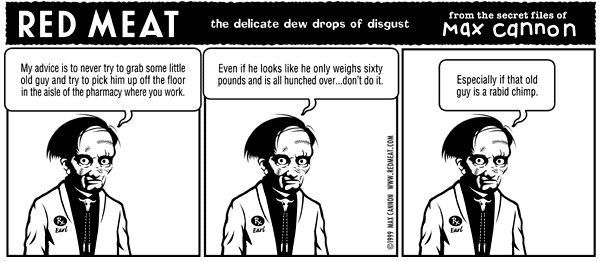 RED MEAT
the delicate dew drops of disgust
from the secret files of
Max cannon
My advice is to never try to grab some little
old guy and try to pick him up off the floor
in the aisle of the pharmacy where you work.
Rx
Earl
Even if he looks like he only weighs sixty
pounds and is all hunched over...don't do it.
Rx
Earl
©1999 MAX CANNON WWW.REDMEAT.COM
Especially if that old
guy is a rabid chimp.
Rx
Earl